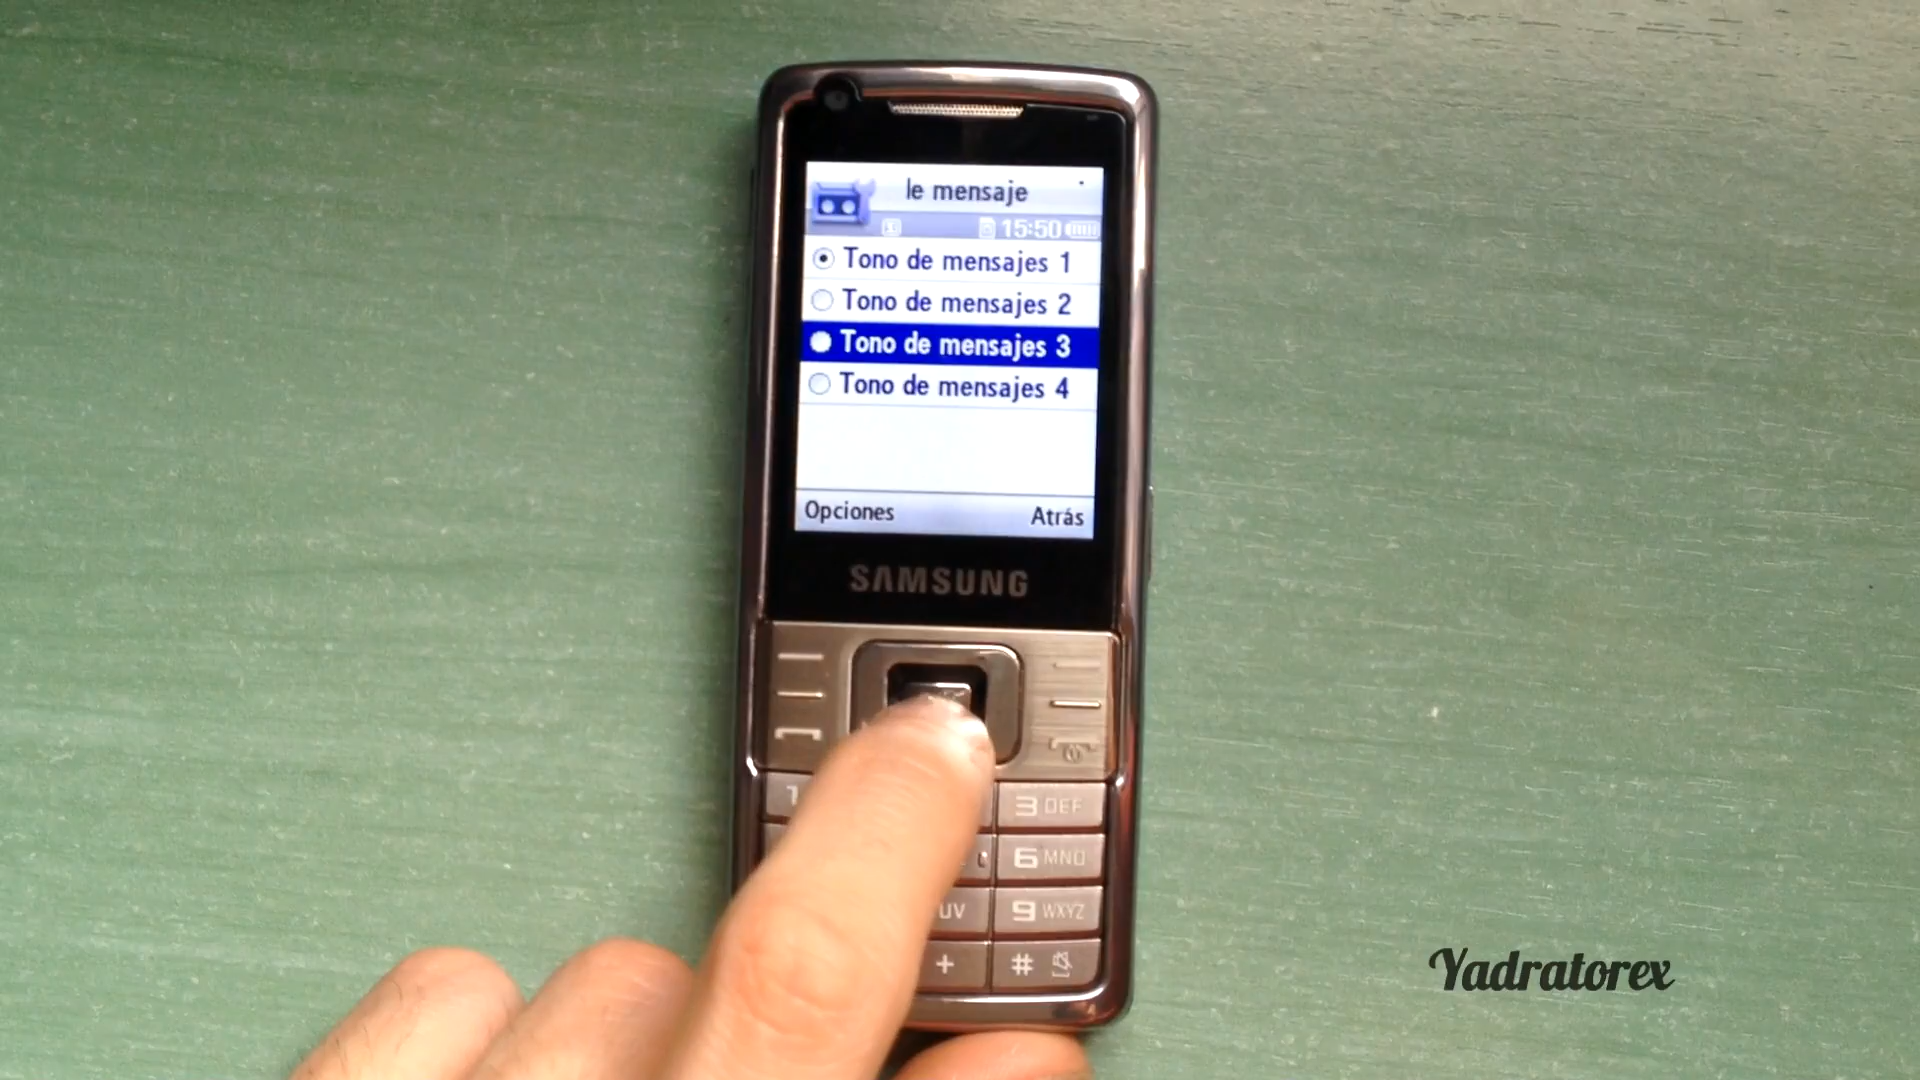 le mensaje
15:50
Tono de mensajes 1
Tono de mensajes 2
Tono de mensajes 3
Tono de mensajes 4
Opciones Atrás
SAMSUNG
1
3 DEF
6 MNO
UV 9 WXYZ
+ #
Yadratorex